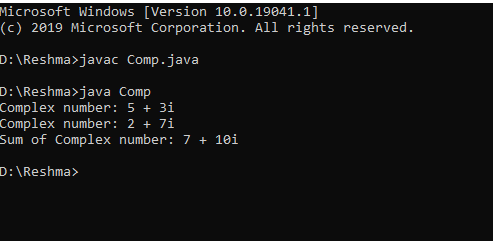 Microsoft Windows [Version 10.0.19041.1]
(c) 2019 Microsoft Corporation. All rights reserved.
D:\Reshma>javac Comp.java
D:\Reshma>java Comp
Complex number: 5 + 3i
Complex number: 2 + 7i
Sum of Complex number: 7 + 10i
D:\Reshma>